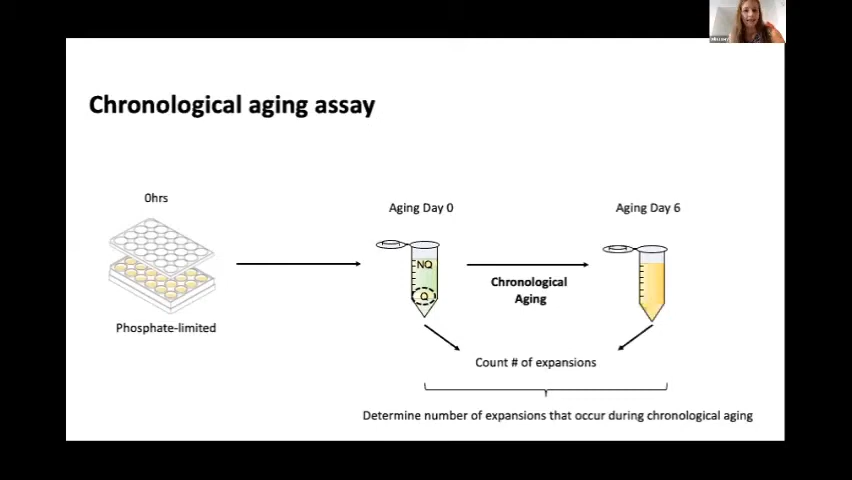 Chronological aging assay
0hrs
Aging Day 0
Aging Day 6
NQ
Q
Chronological
Aging
Phosphate-limited
Count # of expansions
Determine number of expansions that occur during chronological aging